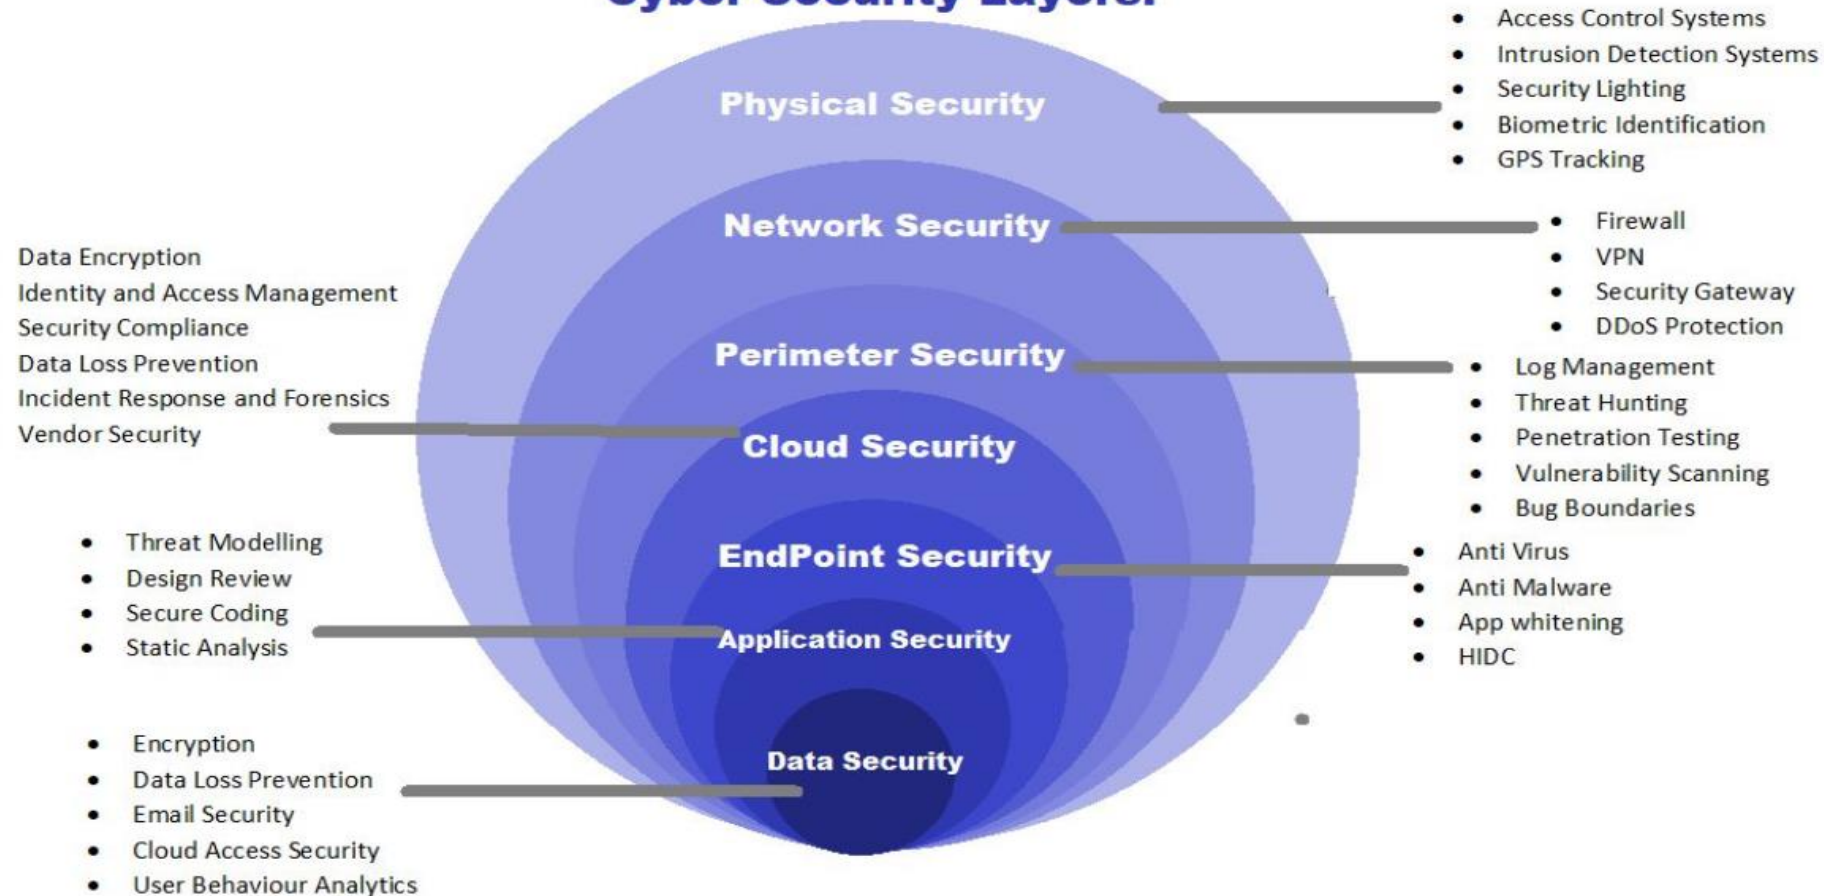 Cyber Security Layers:
• Access Control Systems
• Intrusion Detection Systems
• Security Lighting
• Biometric Identification
• GPS Tracking
Physical Security
Network Security
• Firewall
• VPN
• Security Gateway
• DDoS Protection
Data Encryption
Identity and Access Management
Security Compliance
Data Loss Prevention
Incident Response and Forensics
Vendor Security
Perimeter Security
• Log Management
• Threat Hunting
• Penetration Testing
• Vulnerability Scanning
• Bug Boundaries
Cloud Security
• Threat Modelling
• Design Review
• Secure Coding
• Static Analysis
EndPoint Security
• Anti Virus
• Anti Malware
• App whitening
• HIDC
Application Security
• Encryption
• Data Loss Prevention
• Email Security
• Cloud Access Security
• User Behaviour Analytics
Data Security